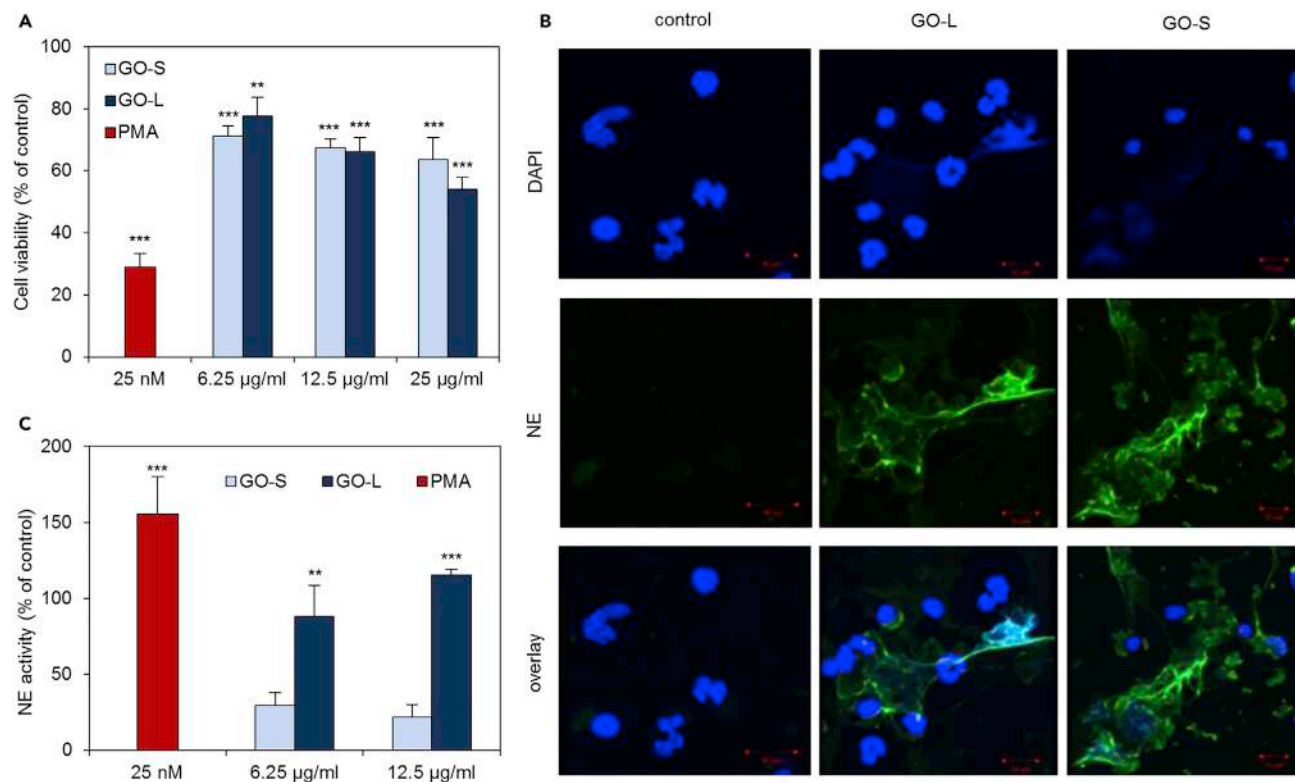 A
Cell viability (% of control)
100
80
60
40
20
0
GO-S
GO-L
PMA
***
***
**
***
***
***
***
25 nM
6.25 µg/ml
12.5 µg/ml
25 µg/ml
B
control
GO-L
GO-S
DAPI
NE
overlay
C
NE activity (% of control)
200
150
100
50
0
GO-S
GO-L
PMA
***
**
***
25 nM
6.25 µg/ml
12.5 µg/ml